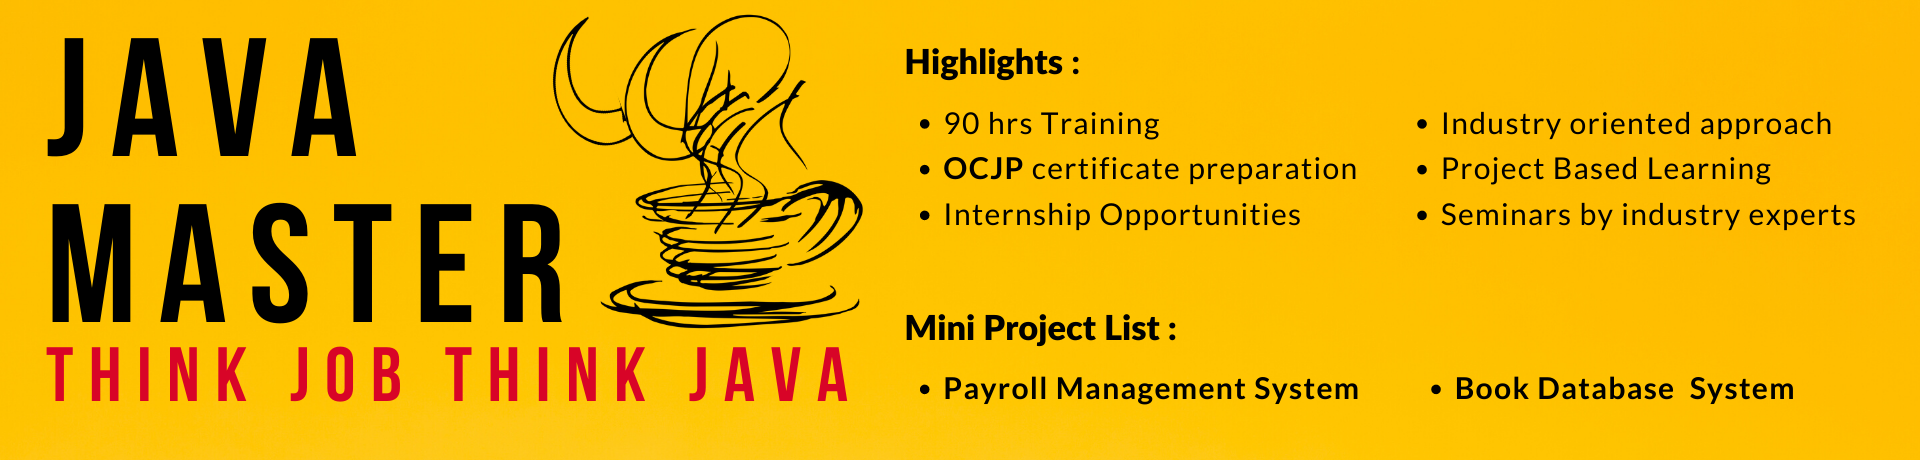 JAVA
MASTER
THINK JOB THINK JAVA
Highlights :
• 90 hrs Training
• OCJP certificate preparation
• Internship Opportunities
• Industry oriented approach
• Project Based Learning
• Seminars by industry experts
Mini Project List :
• Payroll Management System
• Book Database System